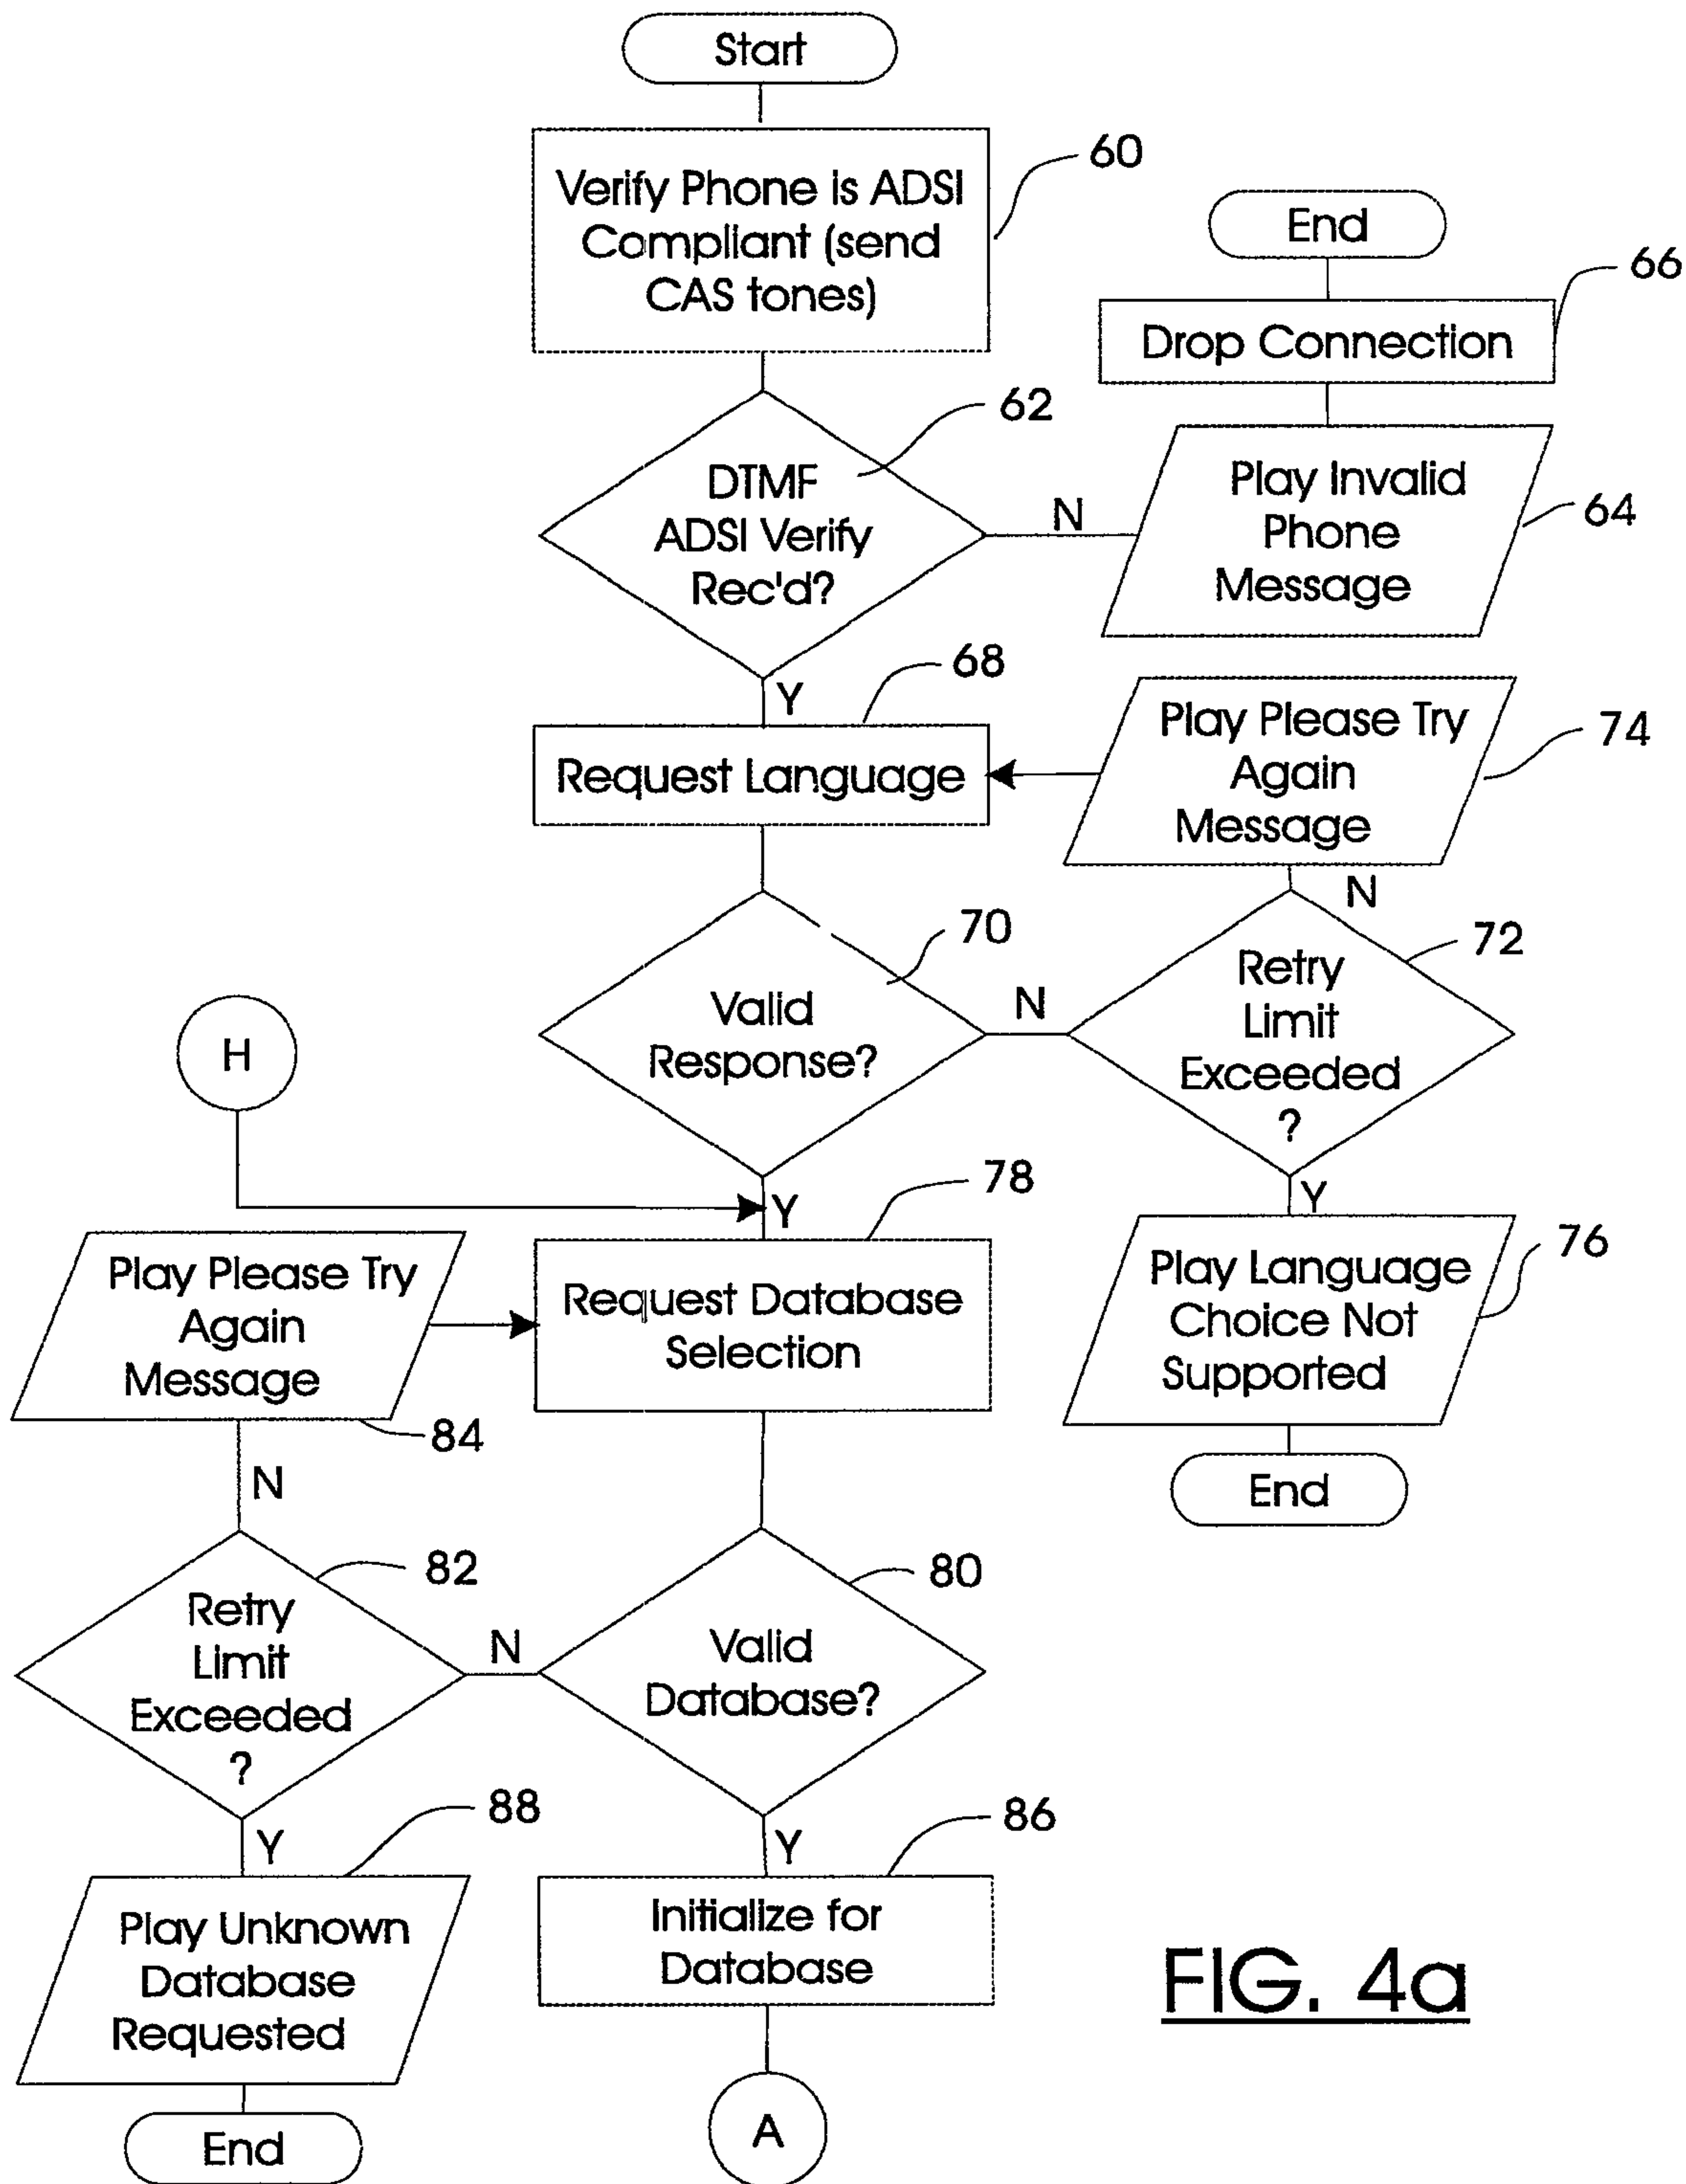 Start
Verify Phone is ADSI
Compliant (send
CAS tones)
60
End
Drop Connection
66
DTMF
ADSI Verify
Rec'd?
62
N
Play Invalid
Phone
Message
64
Y
68
Request Language
Play Please Try
Again
Message
74
N
Valid
Response?
70
N
Retry
Limit
Exceeded
?
72
H
Y
78
Y
Play Please Try
Again
Message
84
Request Database
Selection
Play Language
Choice Not
Supported
76
End
N
Retry
Limit
Exceeded
?
82
N
Valid
Database?
80
Y
88
Y
86
Play Unknown
Database
Requested
Initialize for
Database
End
A
FIG. 4a